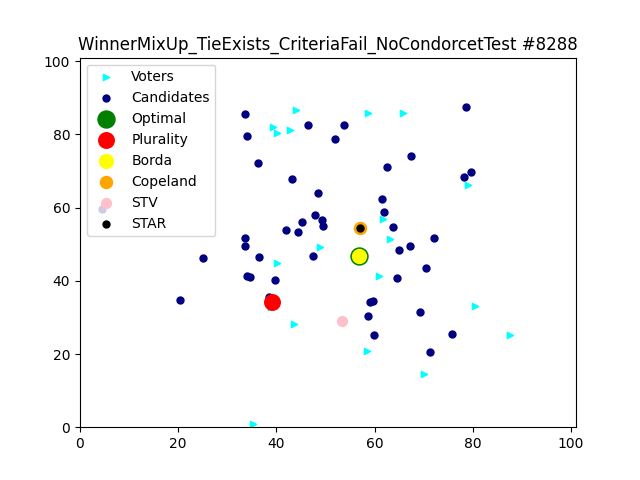 WinnerMixUp_TieExists_CriteriaFail_NoCondorcetTest #8288
100
80
60
40
20
0
Voters
Candidates
Optimal
Plurality
Borda
Copeland
STV
STAR
0 20 40 60 80 100